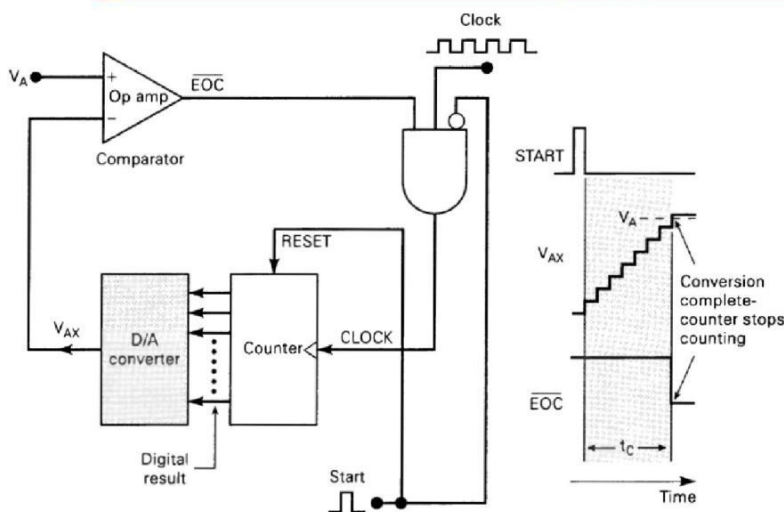 Clock
V_A
+
Op amp
−
EOC
Comparator
START
RESET
V_A
V_AX
V_AX
D/A
converter
Counter
CLOCK
Conversion
complete-
counter stops
counting
EOC
t_C
Digital
result
Start
Time